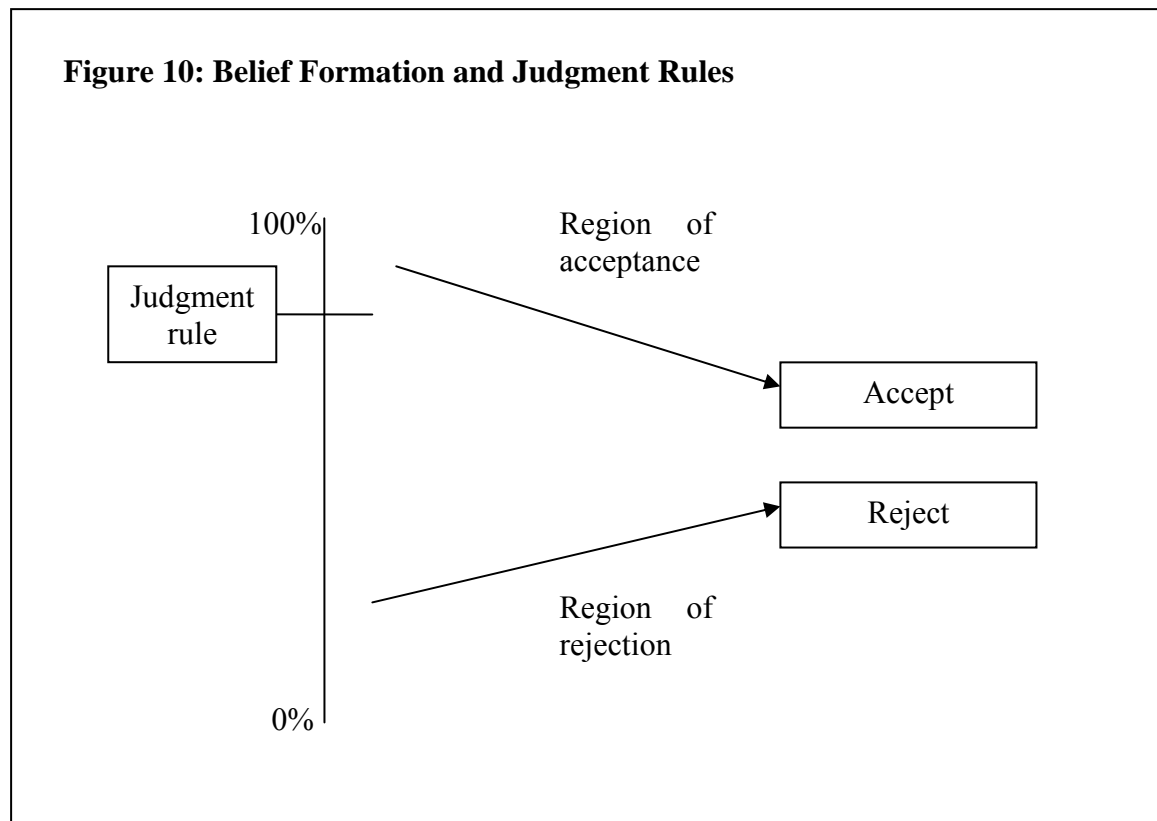 Figure 10: Belief Formation and Judgment Rules
100%
Region of
acceptance
Judgment
rule
Accept
Reject
Region of
rejection
0%